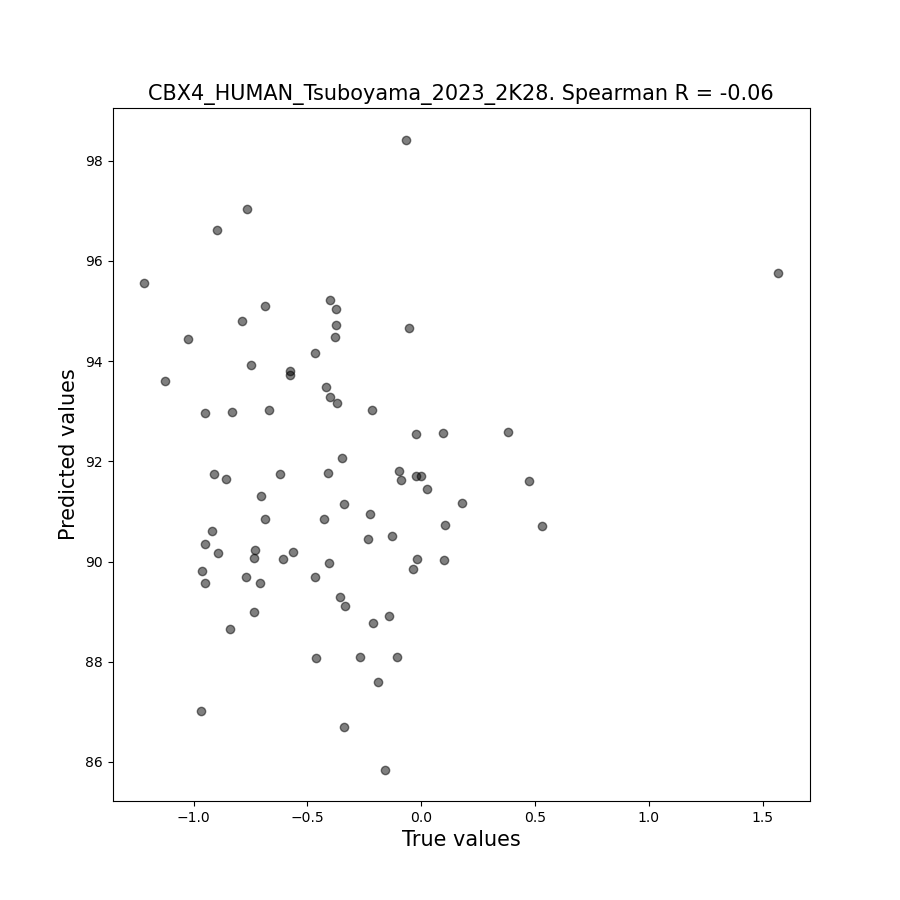 CBX4_HUMAN_Tsuboyama_2023_2K28. Spearman R = -0.06
98
96
94
92
90
88
86
Predicted values
−1.0 −0.5 0.0 0.5 1.0 1.5
True values